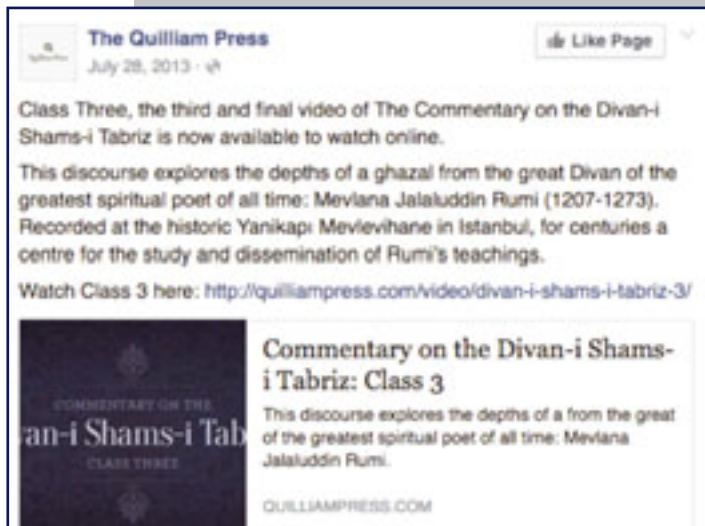 The Quilliam Press
Like Page
July 28, 2013
Class Three, the third and final video of The Commentary on the Divan-i
Shams-i Tabriz is now available to watch online.
This discourse explores the depths of a ghazal from the great Divan of the
greatest spiritual poet of all time: Mevlana Jalaluddin Rumi (1207-1273).
Recorded at the historic Yanikapı Mevlevihane in Istanbul, for centuries a
centre for the study and dissemination of Rumi's teachings.
Watch Class 3 here: http://quilliampress.com/video/divan-i-shams-i-tabriz-3/
COMMENTARY ON THE
van-i Shams-i Tab
CLASS THREE
Commentary on the Divan-i Shams-
i Tabriz: Class 3
This discourse explores the depths of a from the great
of the greatest spiritual poet of all time: Mevlana
Jalaluddin Rumi.
QUILLIAMPRESS.COM